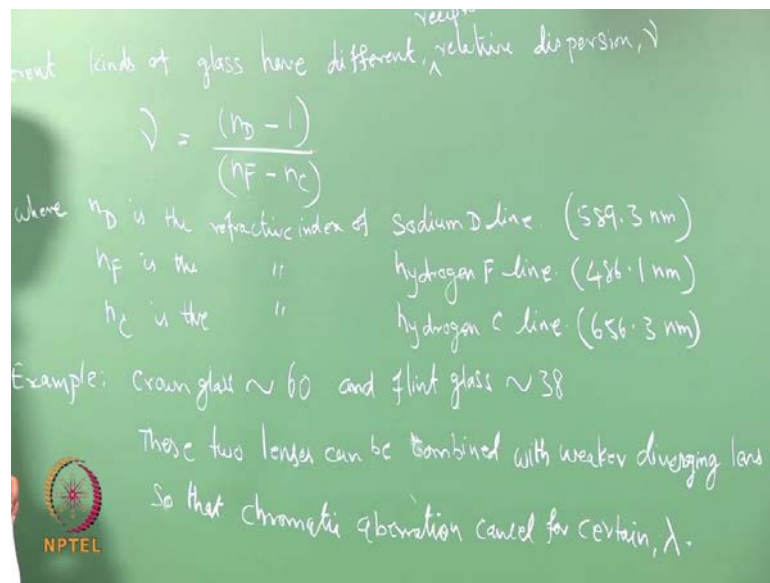 recipro
erent kinds of glass have different, ^ relative dispersion, ν
ν = (n_D - 1) / (n_F - n_C)
where n_D is the refractive index of Sodium D line. (589.3 nm)
n_F is the " hydrogen F line. (486.1 nm)
n_C is the " hydrogen C line. (656.3 nm)
Example: Crown glass ~ 60 and flint glass ~ 38
These two lenses can be combined with weaker diverging lens
So that chromatic aberration cancel for certain, λ.
NPTEL